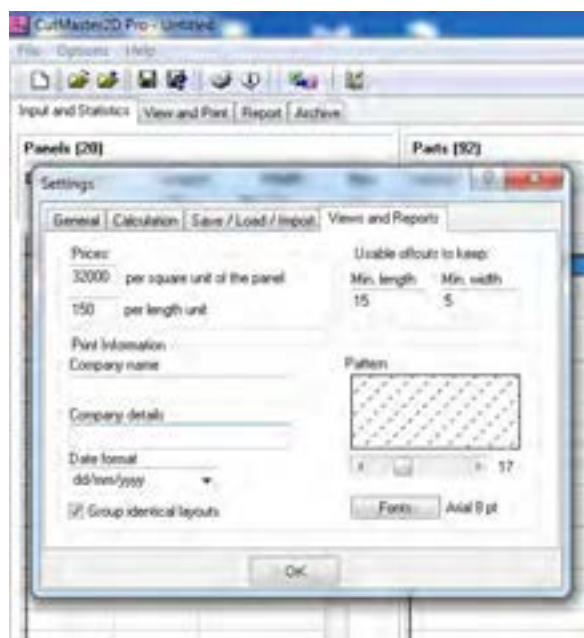 CutMaster2D Pro - Untitled
File Options Help
Input and Statistics View and Print Report Archive
Panels (20) Parts (92)
Settings
General Calculation Save / Load / Import Views and Reports
Prices: Usable offcuts to keep:
32000 per square unit of the panel Min. length Min. width
150 per length unit 15 5
Print Information
Company name Pattern
Company details
Date format 17
dd/mm/yyyy
Group identical layouts Fonts Arial 8 pt
OK